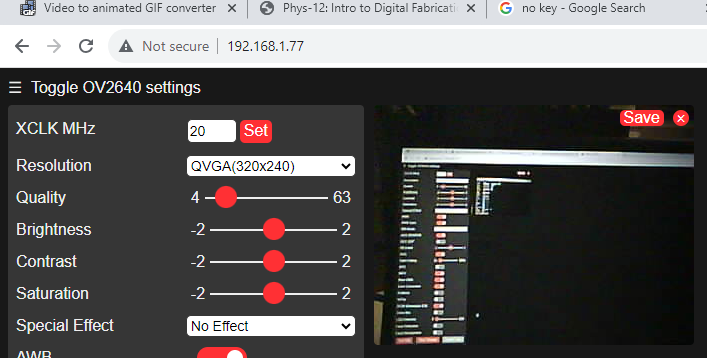 Video to animated GIF converter
Phys-12: Intro to Digital Fabricati
no key - Google Search
Not secure
192.168.1.77
Toggle OV2640 settings
XCLK MHz
20
Set
Save
Resolution
QVGA(320x240)
Quality
4
63
Brightness
-2
2
Contrast
-2
2
Saturation
-2
2
Special Effect
No Effect
AWB